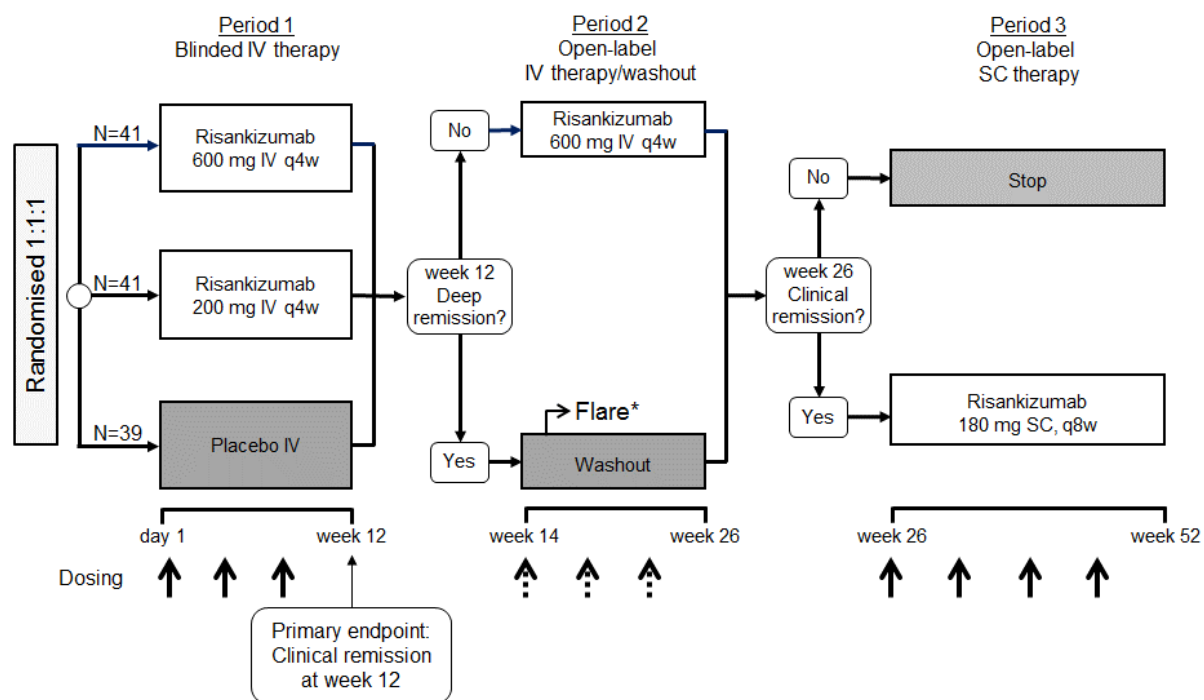 Period 1
Blinded IV therapy
Period 2
Open-label
IV therapy/washout
Period 3
Open-label
SC therapy
Randomised 1:1:1
N=41
Risankizumab
600 mg IV q4w
N=41
Risankizumab
200 mg IV q4w
N=39
Placebo IV
week 12
Deep
remission?
No
Risankizumab
600 mg IV q4w
Yes
Flare*
Washout
week 26
Clinical
remission?
No
Stop
Yes
Risankizumab
180 mg SC, q8w
day 1
week 12
week 14
week 26
week 26
week 52
Dosing
Primary endpoint:
Clinical remission
at week 12